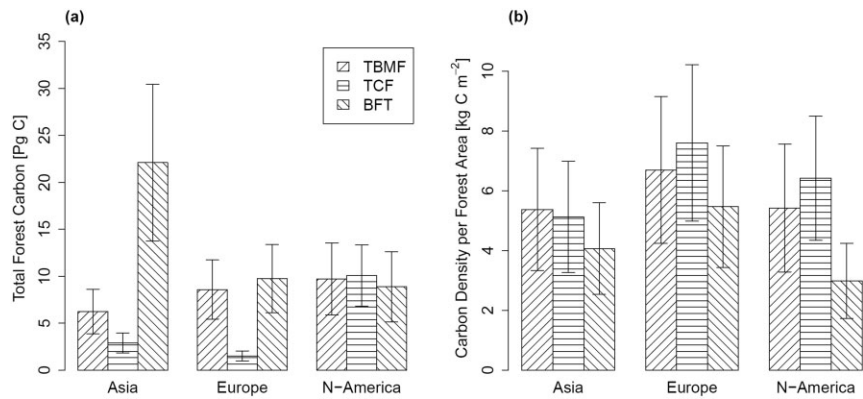 (a)
Total Forest Carbon [Pg C]
35
30
25
20
15
10
5
0
TBMF
TCF
BFT
Asia
Europe
N−America
(b)
Carbon Density per Forest Area [kg C m−2]
10
8
6
4
2
0
Asia
Europe
N−America